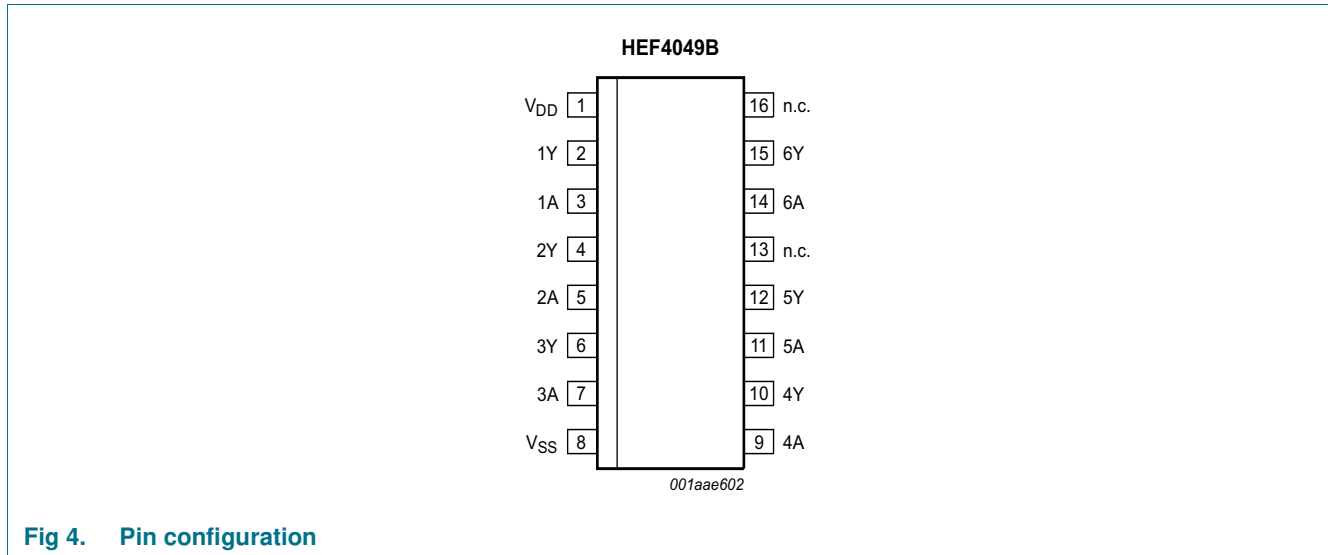 HEF4049B
VDD 1 16 n.c.
1Y 2 15 6Y
1A 3 14 6A
2Y 4 13 n.c.
2A 5 12 5Y
3Y 6 11 5A
3A 7 10 4Y
VSS 8 9 4A
001aae602
Fig 4. Pin configuration